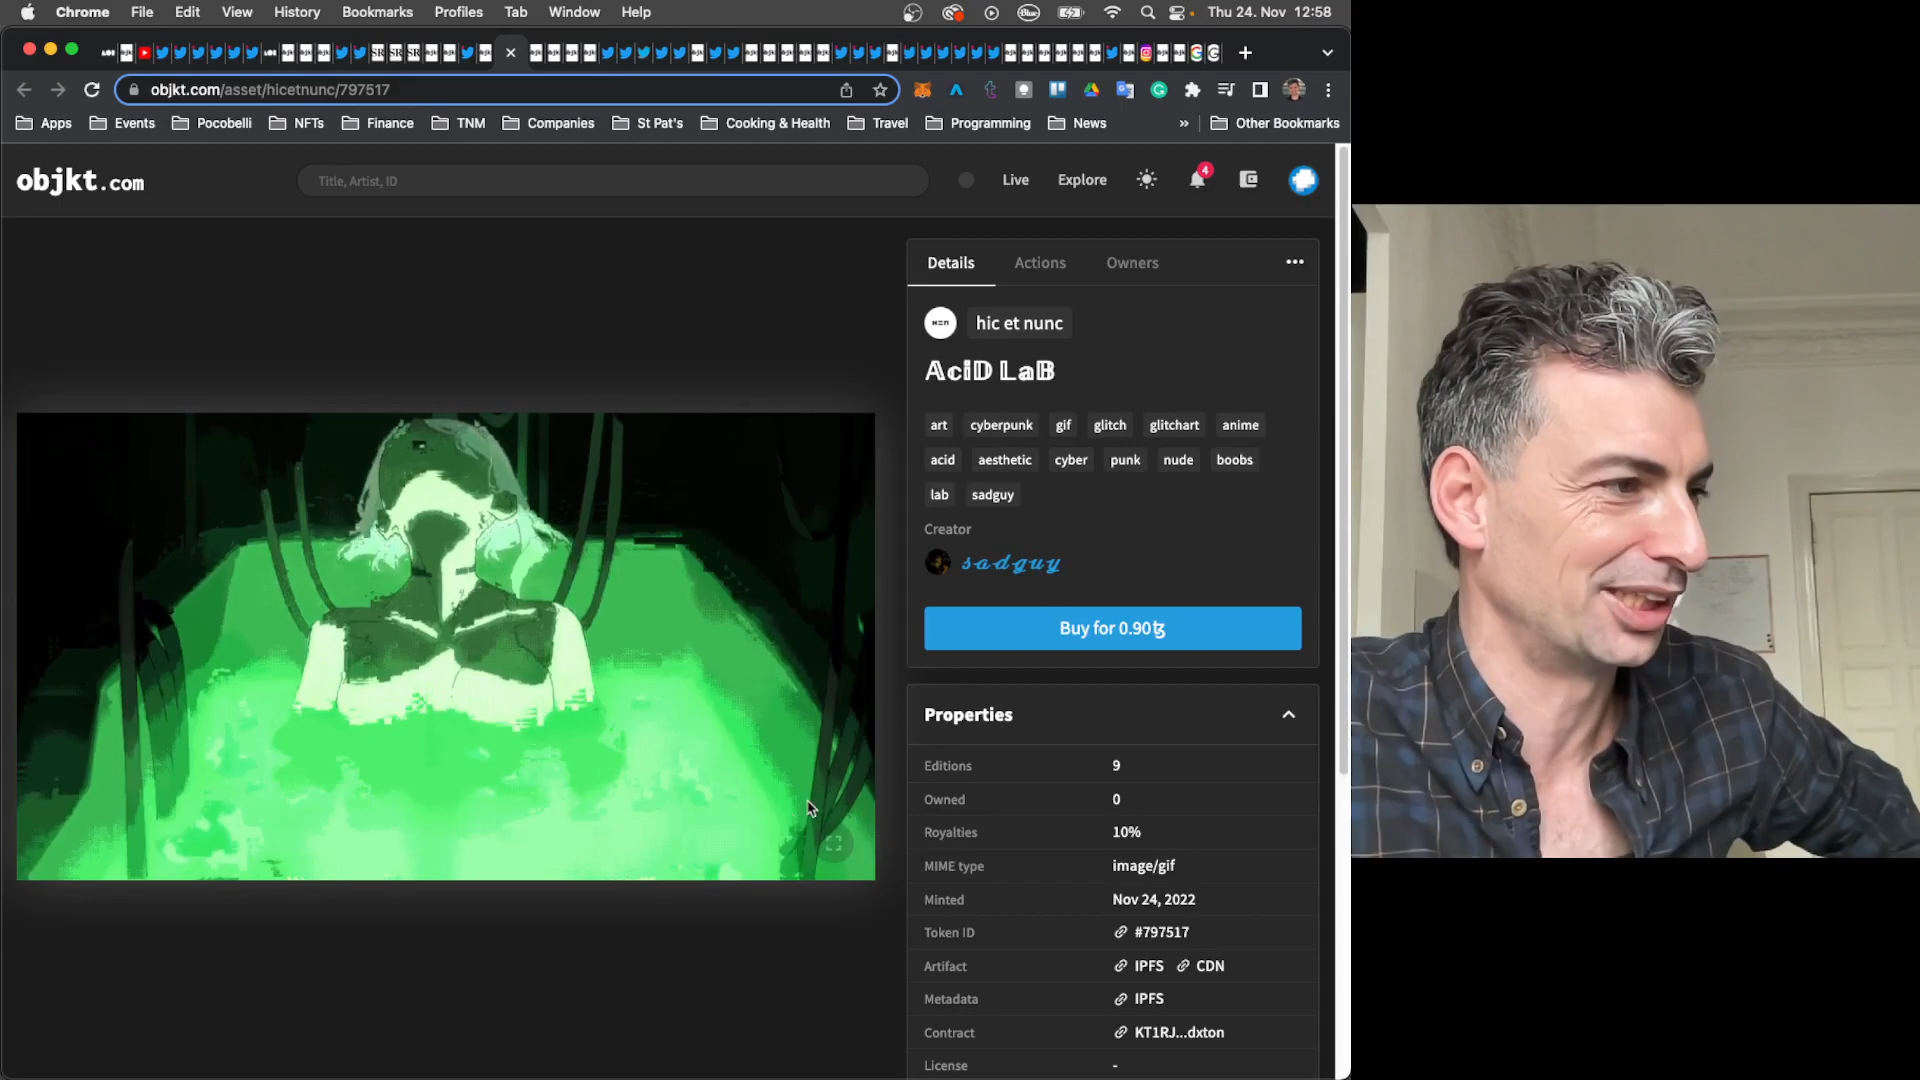 Chrome File Edit View History Bookmarks Profiles Tab Window Help Thu 24. Nov 12:58
objkt.com/asset/hicetnunc/797517
Apps Events Pocobelli NFTs Finance TNM Companies St Pat's Cooking & Health Travel Programming News » Other Bookmarks
objkt.com Title, Artist, ID Live Explore 4
Details Actions Owners
hic et nunc
𝔸𝕔𝕚𝔻 𝕃𝕒𝔹
art cyberpunk gif glitch glitchart anime
acid aesthetic cyber punk nude boobs
lab sadguy
Creator
𝓼𝓪𝓭𝓰𝓾𝔂
Buy for 0.90ꜩ
Properties
Editions 9
Owned 0
Royalties 10%
MIME type image/gif
Minted Nov 24, 2022
Token ID #797517
Artifact IPFS CDN
Metadata IPFS
Contract KT1RJ...dxton
License -